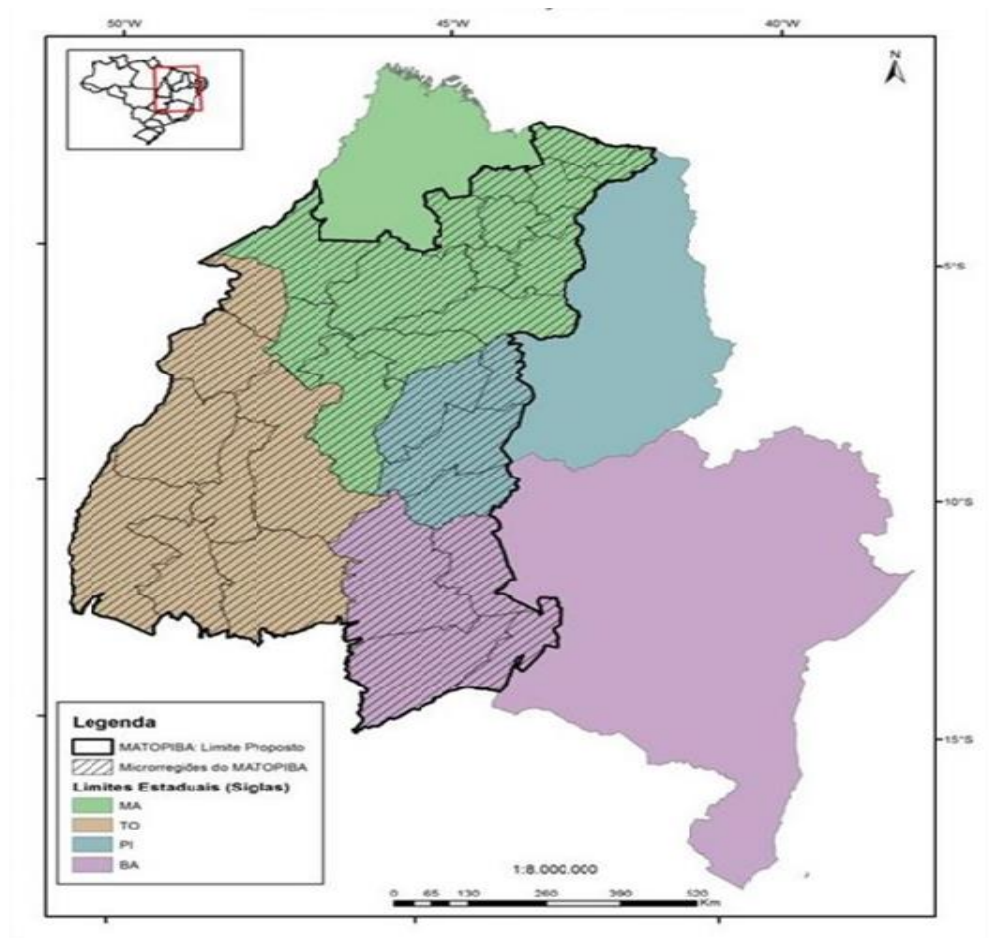 50°W
45°W
40°W
N
5°S
10°S
15°S
Legenda
MATOPIBA: Limite Proposto
Microrregiões do MATOPIBA
Limites Estaduais (Siglas)
MA
TO
PI
BA
1:8.000.000
0 65 130 260 390 520
Km